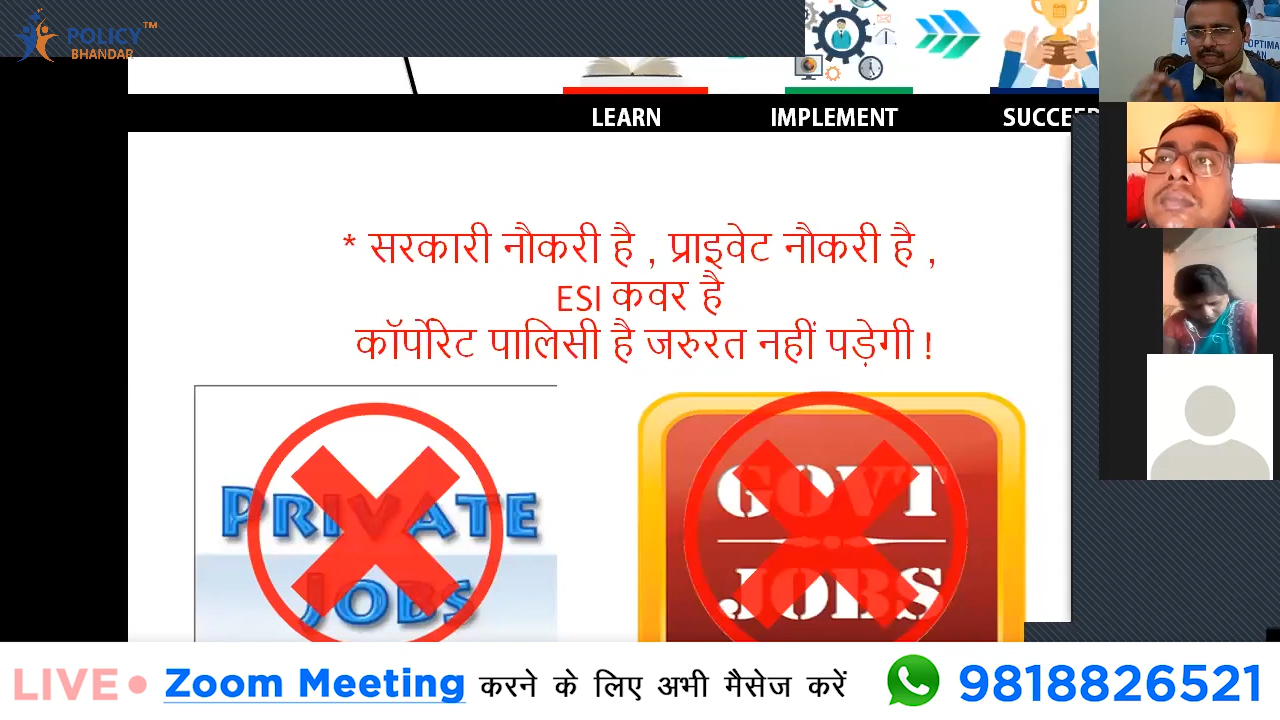 POLICY™
BHANDAR
LEARN
IMPLEMENT
* सरकारी नौकरी है , प्राइवेट नौकरी है ,
ESI कवर है
कॉर्पोरेट पालिसी है जरुरत नहीं पड़ेगी !
PRIVATE
JOBS
GOVT
JOBS
LIVE Zoom Meeting करने के लिए अभी मैसेज करें 9818826521